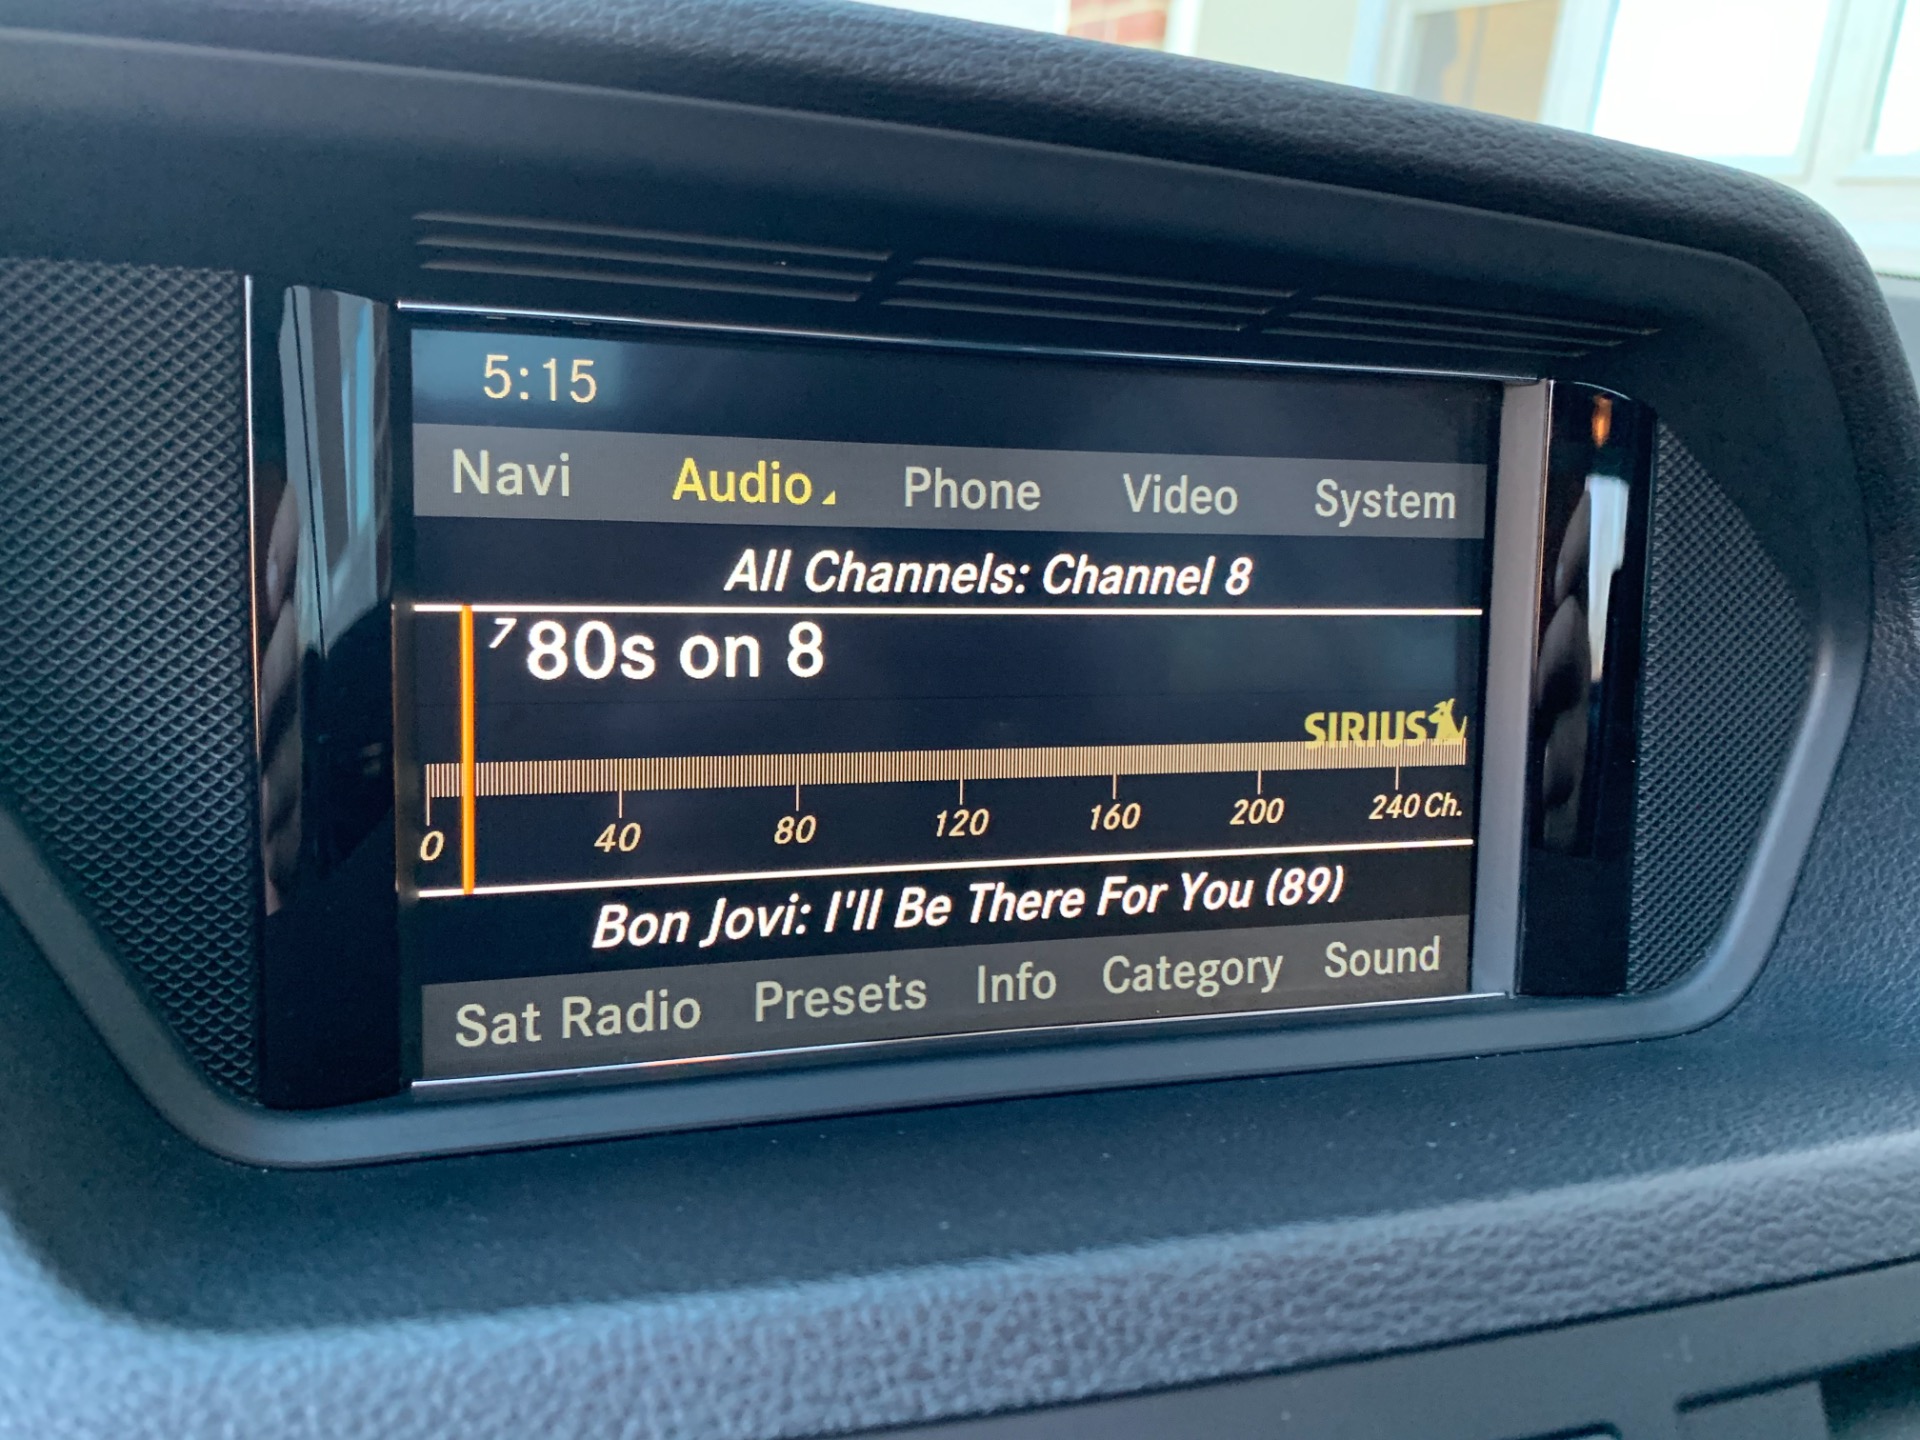 5:15
Navi Audio Phone Video System
All Channels: Channel 8
7 80s on 8
SIRIUS
0 40 80 120 160 200 240 Ch.
Bon Jovi: I'll Be There For You (89)
Sat Radio Presets Info Category Sound